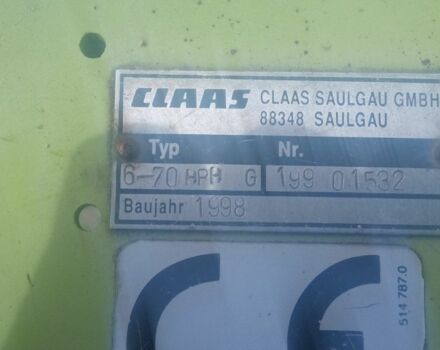 CLAAS CLAAS SAULGAU GMBH
88348 SAULGAU
Typ Nr.
6-70 HPH G 199 01532
Baujahr 1998
CE
514 787.0